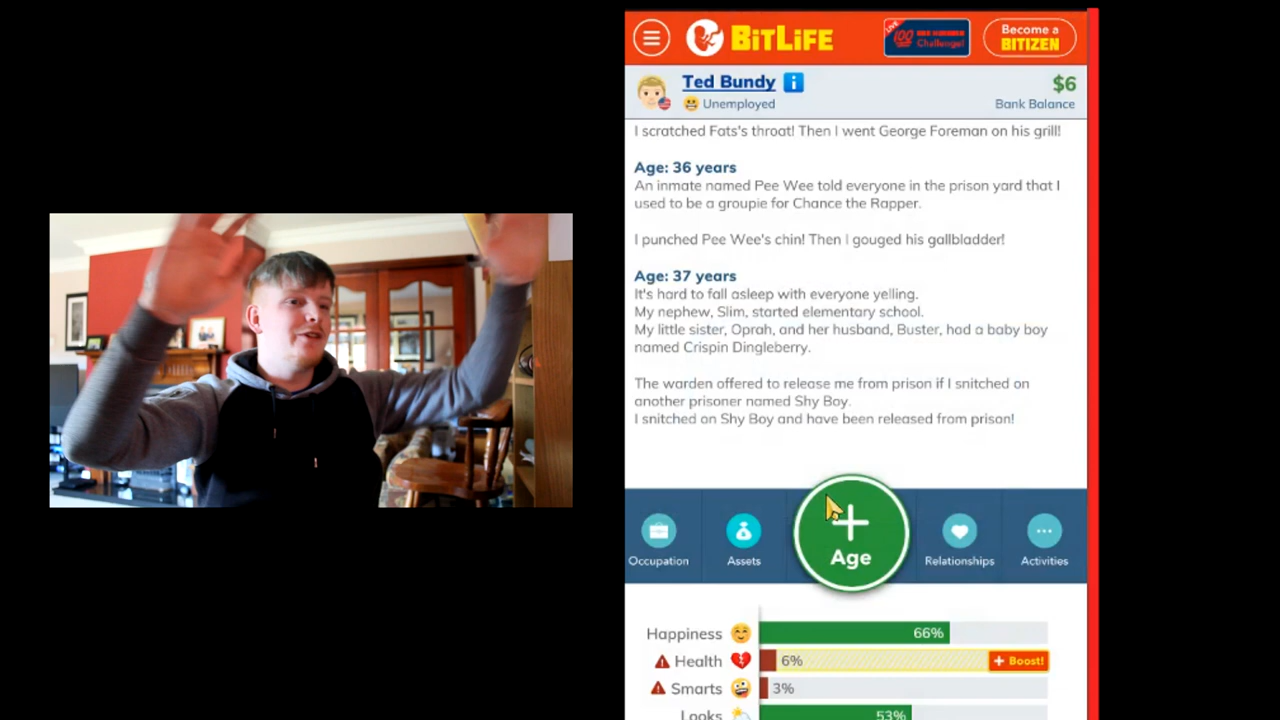 BitLife
LIVE
100
Challenge!
Become a
BITIZEN
Ted Bundy i
$6
Unemployed
Bank Balance
I scratched Fats's throat! Then I went George Foreman on his grill!
Age: 36 years
An inmate named Pee Wee told everyone in the prison yard that I
used to be a groupie for Chance the Rapper.
I punched Pee Wee's chin! Then I gouged his gallbladder!
Age: 37 years
It's hard to fall asleep with everyone yelling.
My nephew, Slim, started elementary school.
My little sister, Oprah, and her husband, Buster, had a baby boy
named Crispin Dingleberry.
The warden offered to release me from prison if I snitched on
another prisoner named Shy Boy.
I snitched on Shy Boy and have been released from prison!
Occupation
Assets
+
Age
Relationships
Activities
Happiness 66%
Health 6% + Boost!
Smarts 3%
Looks 53%